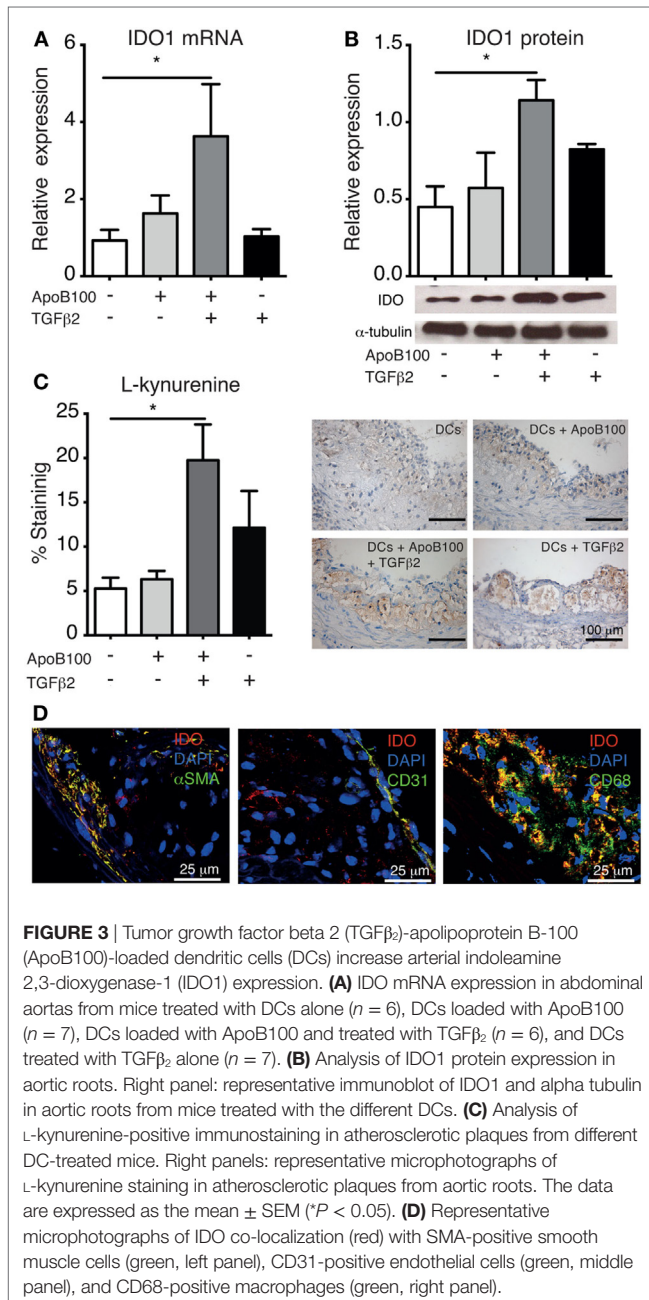 A
IDO1 mRNA
Relative expression
6
4
2
0
*
ApoB100 - + + -
TGFβ2 - - + +
B
IDO1 protein
Relative expression
1.5
1.0
0.5
0.0
*
IDO
α-tubulin
ApoB100 - + + -
TGFβ2 - - + +
C
L-kynurenine
% Staininig
25
20
15
10
5
0
*
ApoB100 - + + -
TGFβ2 - - + +
DCs
DCs + ApoB100
DCs + ApoB100
+ TGFβ2
DCs + TGFβ2
100 μm
D
IDO
DAPI
αSMA
25 μm
IDO
DAPI
CD31
25 μm
IDO
DAPI
CD68
25 μm
FIGURE 3 | Tumor growth factor beta 2 (TGFβ₂)-apolipoprotein B-100
(ApoB100)-loaded dendritic cells (DCs) increase arterial indoleamine
2,3-dioxygenase-1 (IDO1) expression. (A) IDO mRNA expression in abdominal
aortas from mice treated with DCs alone (n = 6), DCs loaded with ApoB100
(n = 7), DCs loaded with ApoB100 and treated with TGFβ₂ (n = 6), and DCs
treated with TGFβ₂ alone (n = 7). (B) Analysis of IDO1 protein expression in
aortic roots. Right panel: representative immunoblot of IDO1 and alpha tubulin
in aortic roots from mice treated with the different DCs. (C) Analysis of
L-kynurenine-positive immunostaining in atherosclerotic plaques from different
DC-treated mice. Right panels: representative microphotographs of
L-kynurenine staining in atherosclerotic plaques from aortic roots. The data
are expressed as the mean ± SEM (*P < 0.05). (D) Representative
microphotographs of IDO co-localization (red) with SMA-positive smooth
muscle cells (green, left panel), CD31-positive endothelial cells (green, middle
panel), and CD68-positive macrophages (green, right panel).